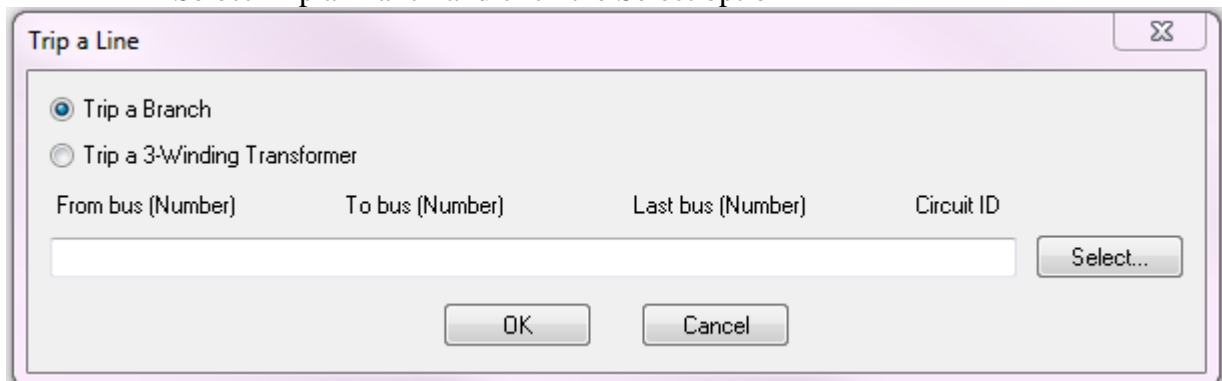 Trip a Line
Trip a Branch
Trip a 3-Winding Transformer
From bus (Number) To bus (Number) Last bus (Number) Circuit ID
Select...
OK Cancel